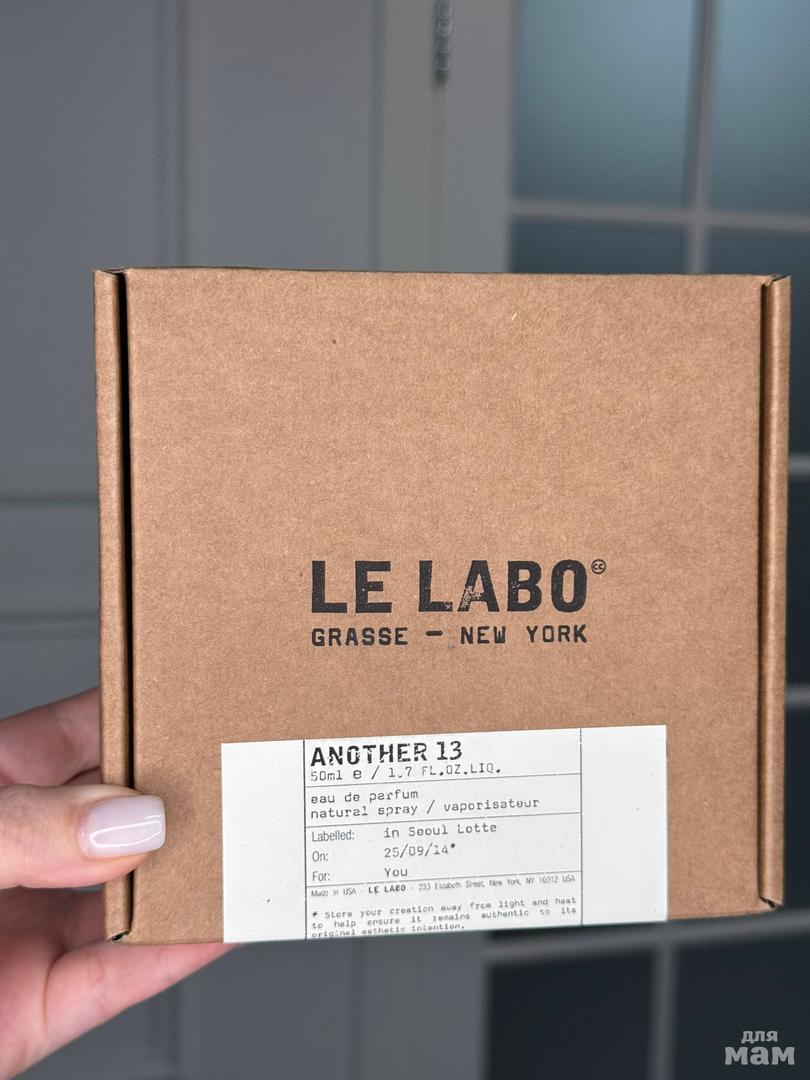 LE LABO
GRASSE — NEW YORK
ANOTHER 13
50ml e / 1.7 FL.OZ.LIQ.
eau de parfum
natural spray / vaporisateur
Labelled: in Seoul Lotte
On: 25/09/14*
For: You
Made in USA - LE LABO - 233 Elizabeth Street, New York, NY 10012 USA
* Store your creation away from light and heat
to help ensure it remains authentic to its
original esthetic intention.
для
мам